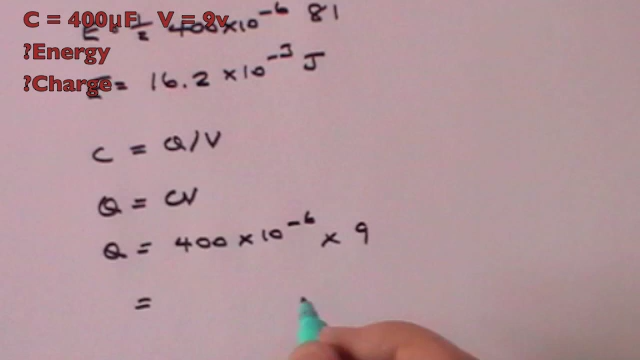 C = 400µF V = 9v
?Energy
?Charge
E = 1/2 400 x 10⁻⁶ 81
E = 16.2 x 10⁻³ J
C = Q/V
Q = CV
Q = 400 x 10⁻⁶ x 9
=